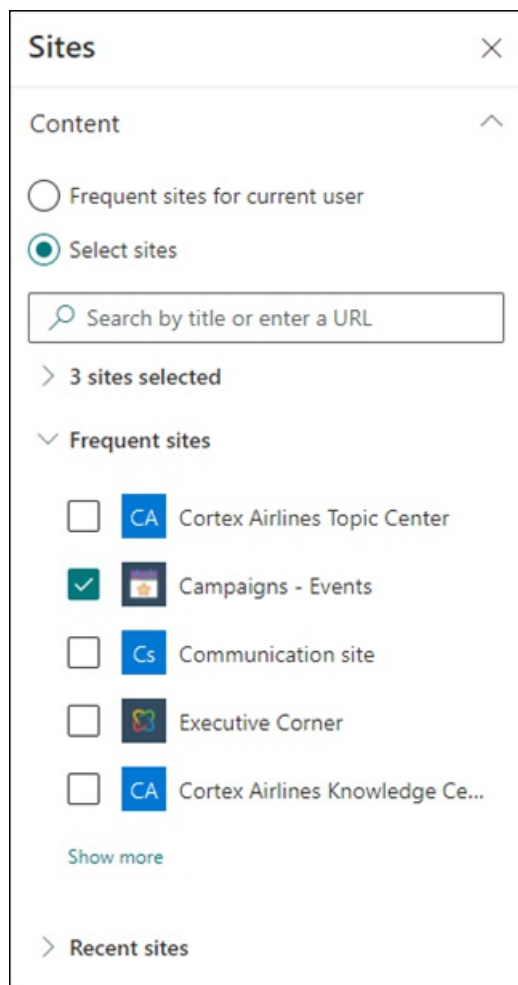 Sites
Content
Frequent sites for current user
Select sites
Search by title or enter a URL
3 sites selected
Frequent sites
CA Cortex Airlines Topic Center
Campaigns - Events
Cs Communication site
Executive Corner
CA Cortex Airlines Knowledge Ce...
Show more
Recent sites